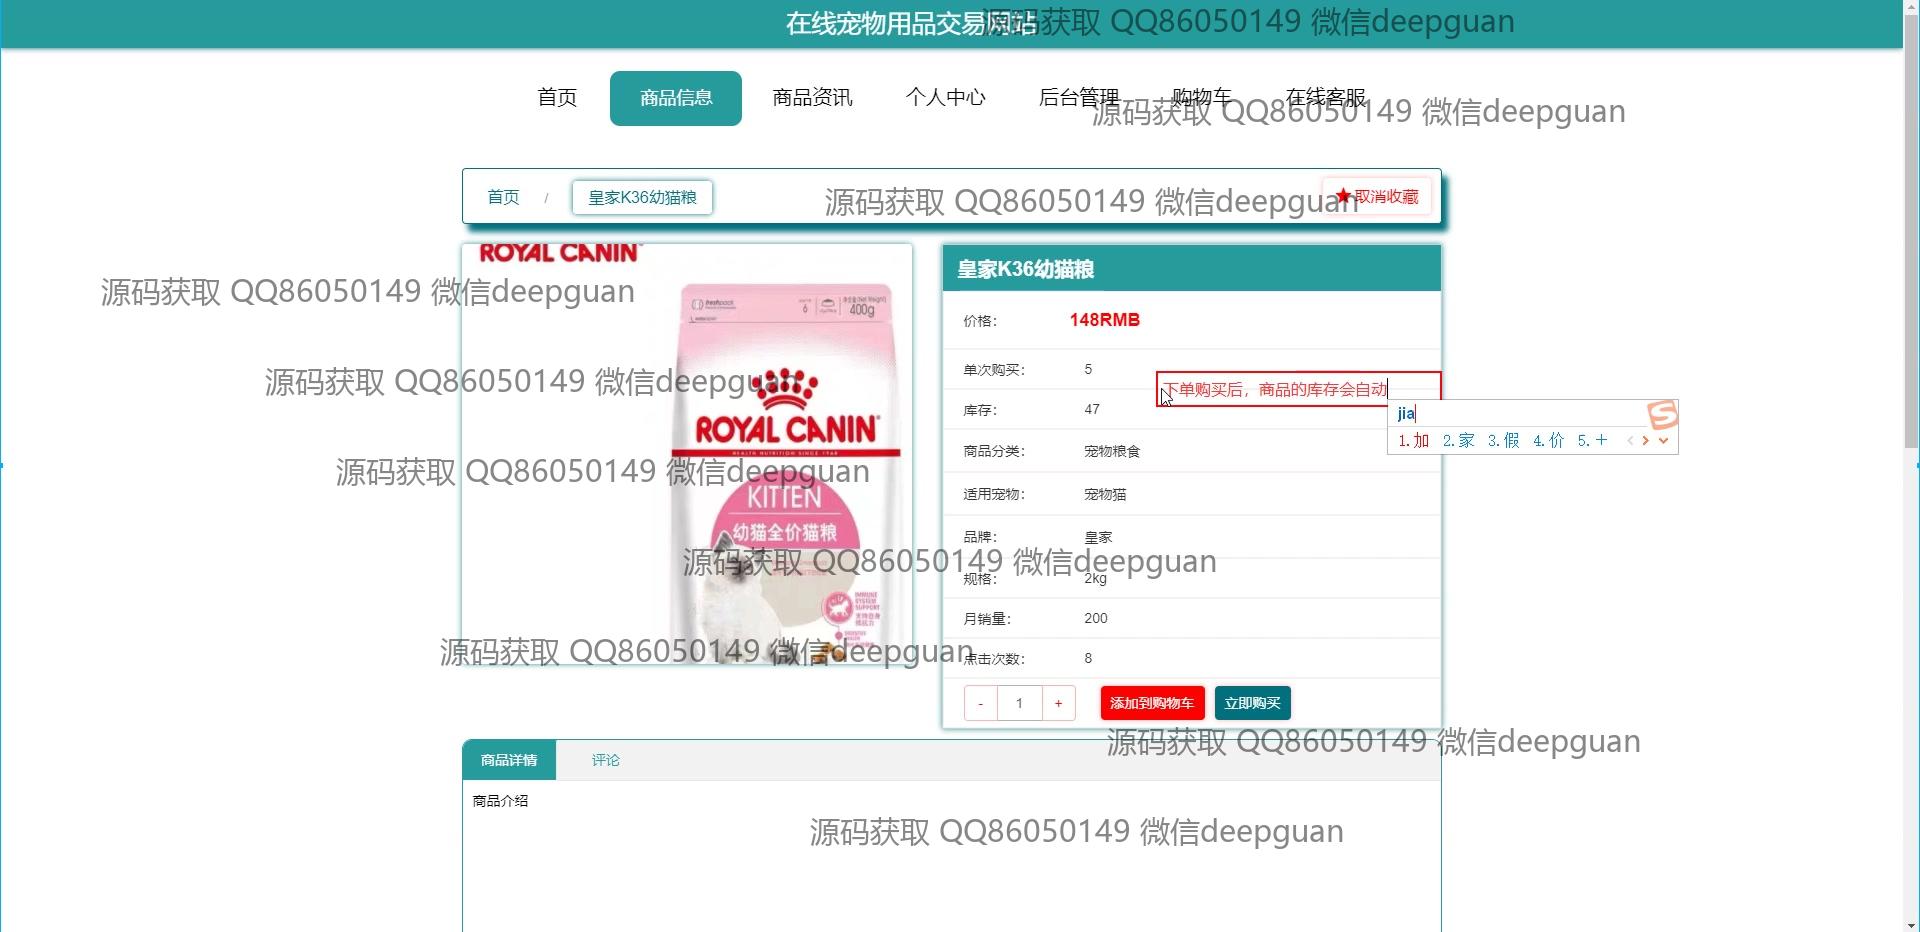 在线宠物用品交易网站
源码获取 QQ86050149 微信deepguan
首页 商品信息 商品资讯 个人中心 后台管理 购物车 在线客服
源码获取 QQ86050149 微信deepguan
首页 / 皇家K36幼猫粮
源码获取 QQ86050149 微信deepguan
★取消收藏
ROYAL CANIN
皇家K36幼猫粮
源码获取 QQ86050149 微信deepguan
freshpack
6
净含量(Net Weight)
400g
价格: 148RMB
单次购买: 5
源码获取 QQ86050149 微信deepguan
下单购买后，商品的库存会自动
jia
1.加 2.家 3.假 4.价 5.十
库存: 47
ROYAL CANIN
HEALTH NUTRITION SINCE 1968
商品分类: 宠物粮食
源码获取 QQ86050149 微信deepguan
适用宠物: 宠物猫
KITTEN
幼猫全价猫粮
品牌: 皇家
源码获取 QQ86050149 微信deepguan
规格: 2kg
IMMUNE
SYSTEM
SUPPORT
月销量: 200
源码获取 QQ86050149 微信deepguan
点击次数: 8
- 1 + 添加到购物车 立即购买
源码获取 QQ86050149 微信deepguan
商品详情 评论
商品介绍
源码获取 QQ86050149 微信deepguan